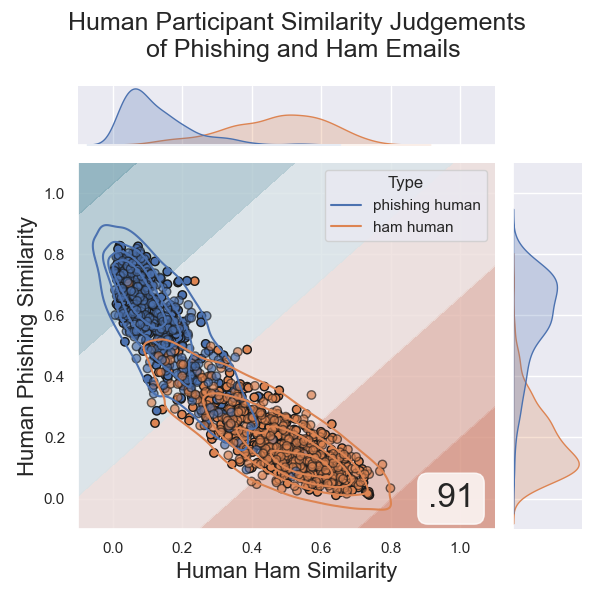 Human Participant Similarity Judgements
of Phishing and Ham Emails
Type
phishing human
ham human
1.0
0.8
0.6
0.4
0.2
0.0
Human Phishing Similarity
.91
0.0 0.2 0.4 0.6 0.8 1.0
Human Ham Similarity